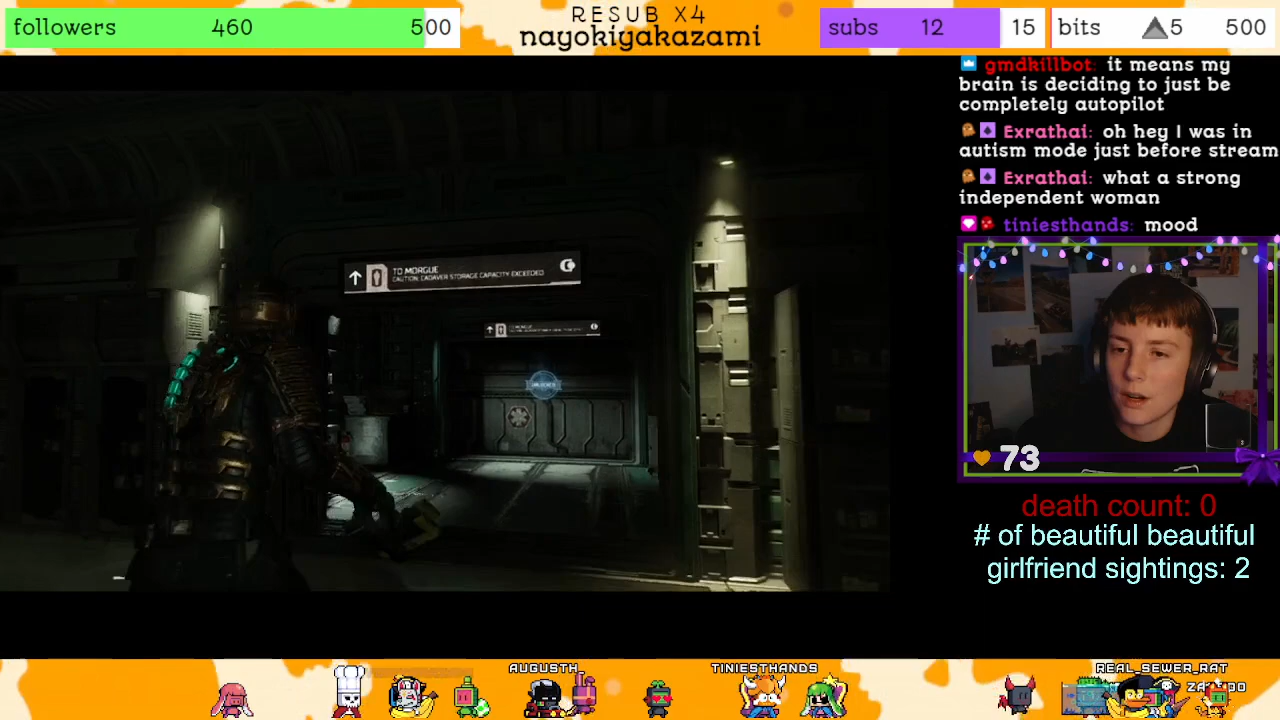 followers 460 500
RESUB X4
nayokiyakazami
subs 12 15
bits 5 500
gmdkillbot: it means my
brain is deciding to just be
completely autopilot
Exrathai: oh hey I was in
autism mode just before stream
Exrathai: what a strong
independent woman
tiniesthands: mood
TO MORGUE
CAUTION: CADAVER STORAGE CAPACITY EXCEEDED
TO MORGUE
73
death count: 0
# of beautiful beautiful
girlfriend sightings: 2
AUGUSTH_
TINIESTHANDS
REAL_SEWER_RAT